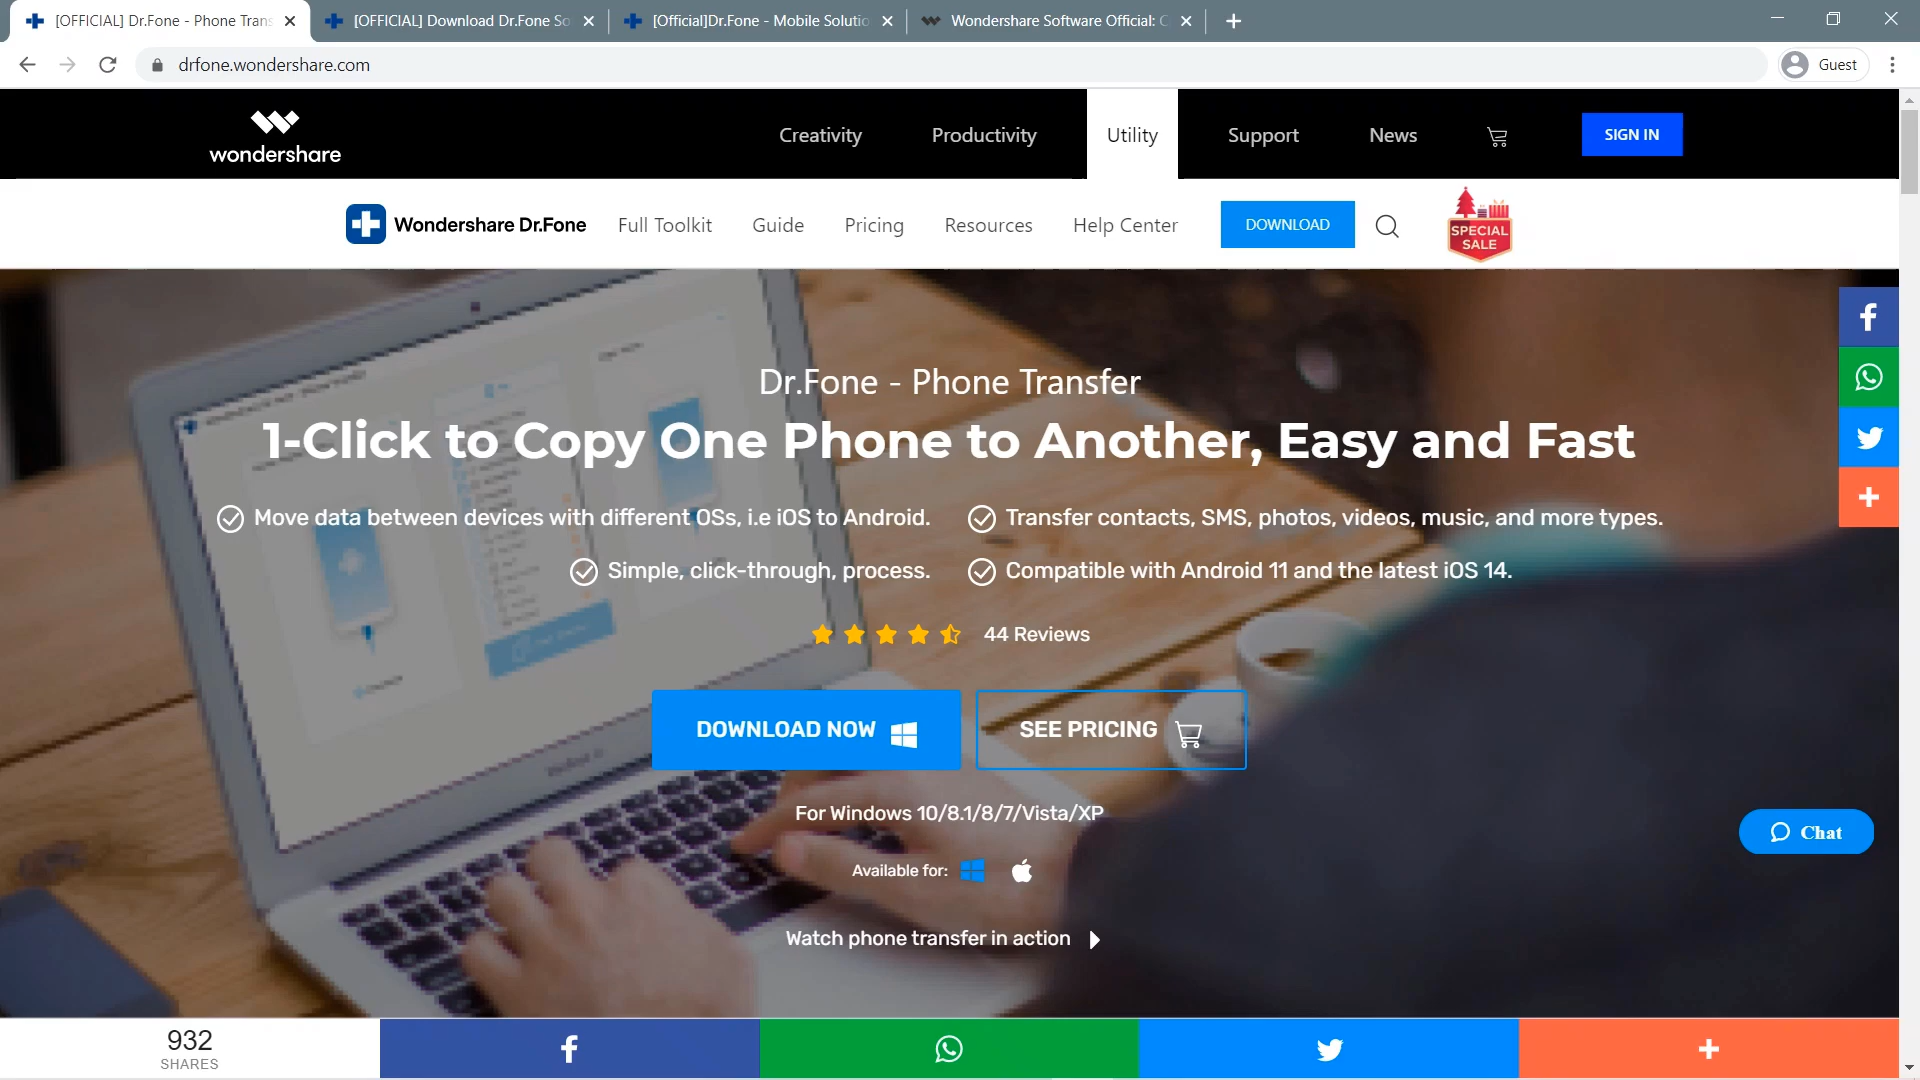 [OFFICIAL] Dr.Fone - Phone Trans
[OFFICIAL] Download Dr.Fone So
[Official]Dr.Fone - Mobile Solutio
Wondershare Software Official: C
drfone.wondershare.com
Guest
wondershare
Creativity
Productivity
Utility
Support
News
SIGN IN
Wondershare Dr.Fone
Full Toolkit
Guide
Pricing
Resources
Help Center
DOWNLOAD
SPECIAL
SALE
Dr.Fone - Phone Transfer
1-Click to Copy One Phone to Another, Easy and Fast
Move data between devices with different OSs, i.e iOS to Android.
Transfer contacts, SMS, photos, videos, music, and more types.
Simple, click-through, process.
Compatible with Android 11 and the latest iOS 14.
44 Reviews
DOWNLOAD NOW
SEE PRICING
For Windows 10/8.1/8/7/Vista/XP
Available for:
Watch phone transfer in action
Chat
932
SHARES